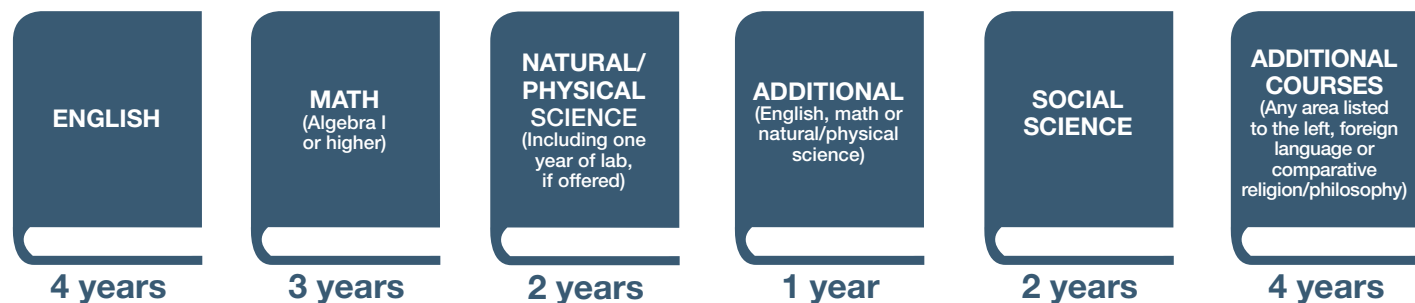 ENGLISH
4 years
MATH
(Algebra I
or higher)
3 years
NATURAL/
PHYSICAL
SCIENCE
(Including one
year of lab,
if offered)
2 years
ADDITIONAL
(English, math or
natural/physical
science)
1 year
SOCIAL
SCIENCE
2 years
ADDITIONAL
COURSES
(Any area listed
to the left, foreign
language or
comparative
religion/philosophy)
4 years